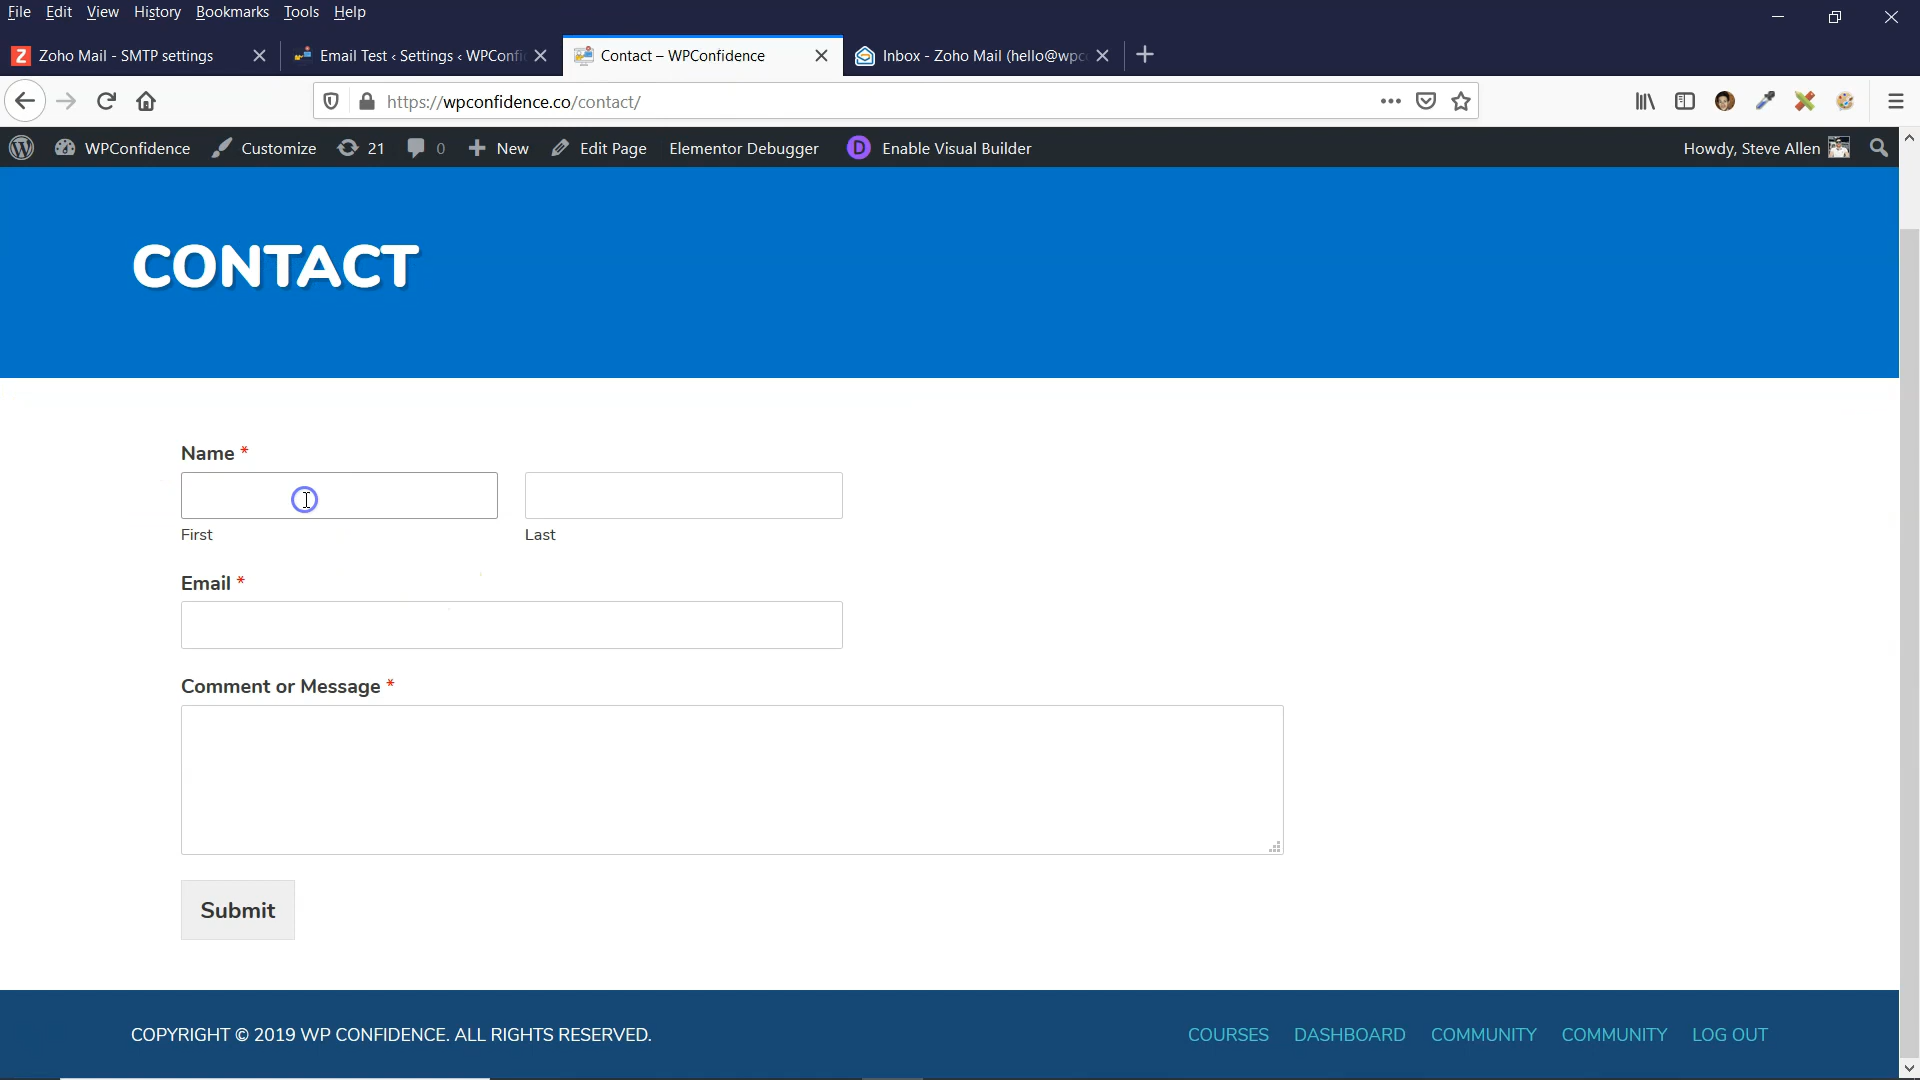 File Edit View History Bookmarks Tools Help
Zoho Mail - SMTP settings
Email Test ‹ Settings ‹ WPConfi
Contact – WPConfidence
Inbox - Zoho Mail (hello@wpc
https://wpconfidence.co/contact/
WPConfidence Customize 21 0 New Edit Page Elementor Debugger D Enable Visual Builder Howdy, Steve Allen
CONTACT
Name *
First Last
Email *
Comment or Message *
Submit
COPYRIGHT © 2019 WP CONFIDENCE. ALL RIGHTS RESERVED. COURSES DASHBOARD COMMUNITY COMMUNITY LOG OUT